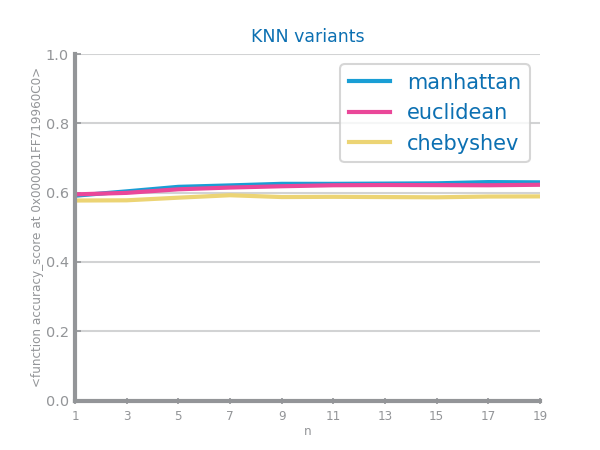 KNN variants
<function accuracy_score at 0x000001FF719960C0>
1.0
0.8
0.6
0.4
0.2
0.0
manhattan
euclidean
chebyshev
1 3 5 7 9 11 13 15 17 19
n